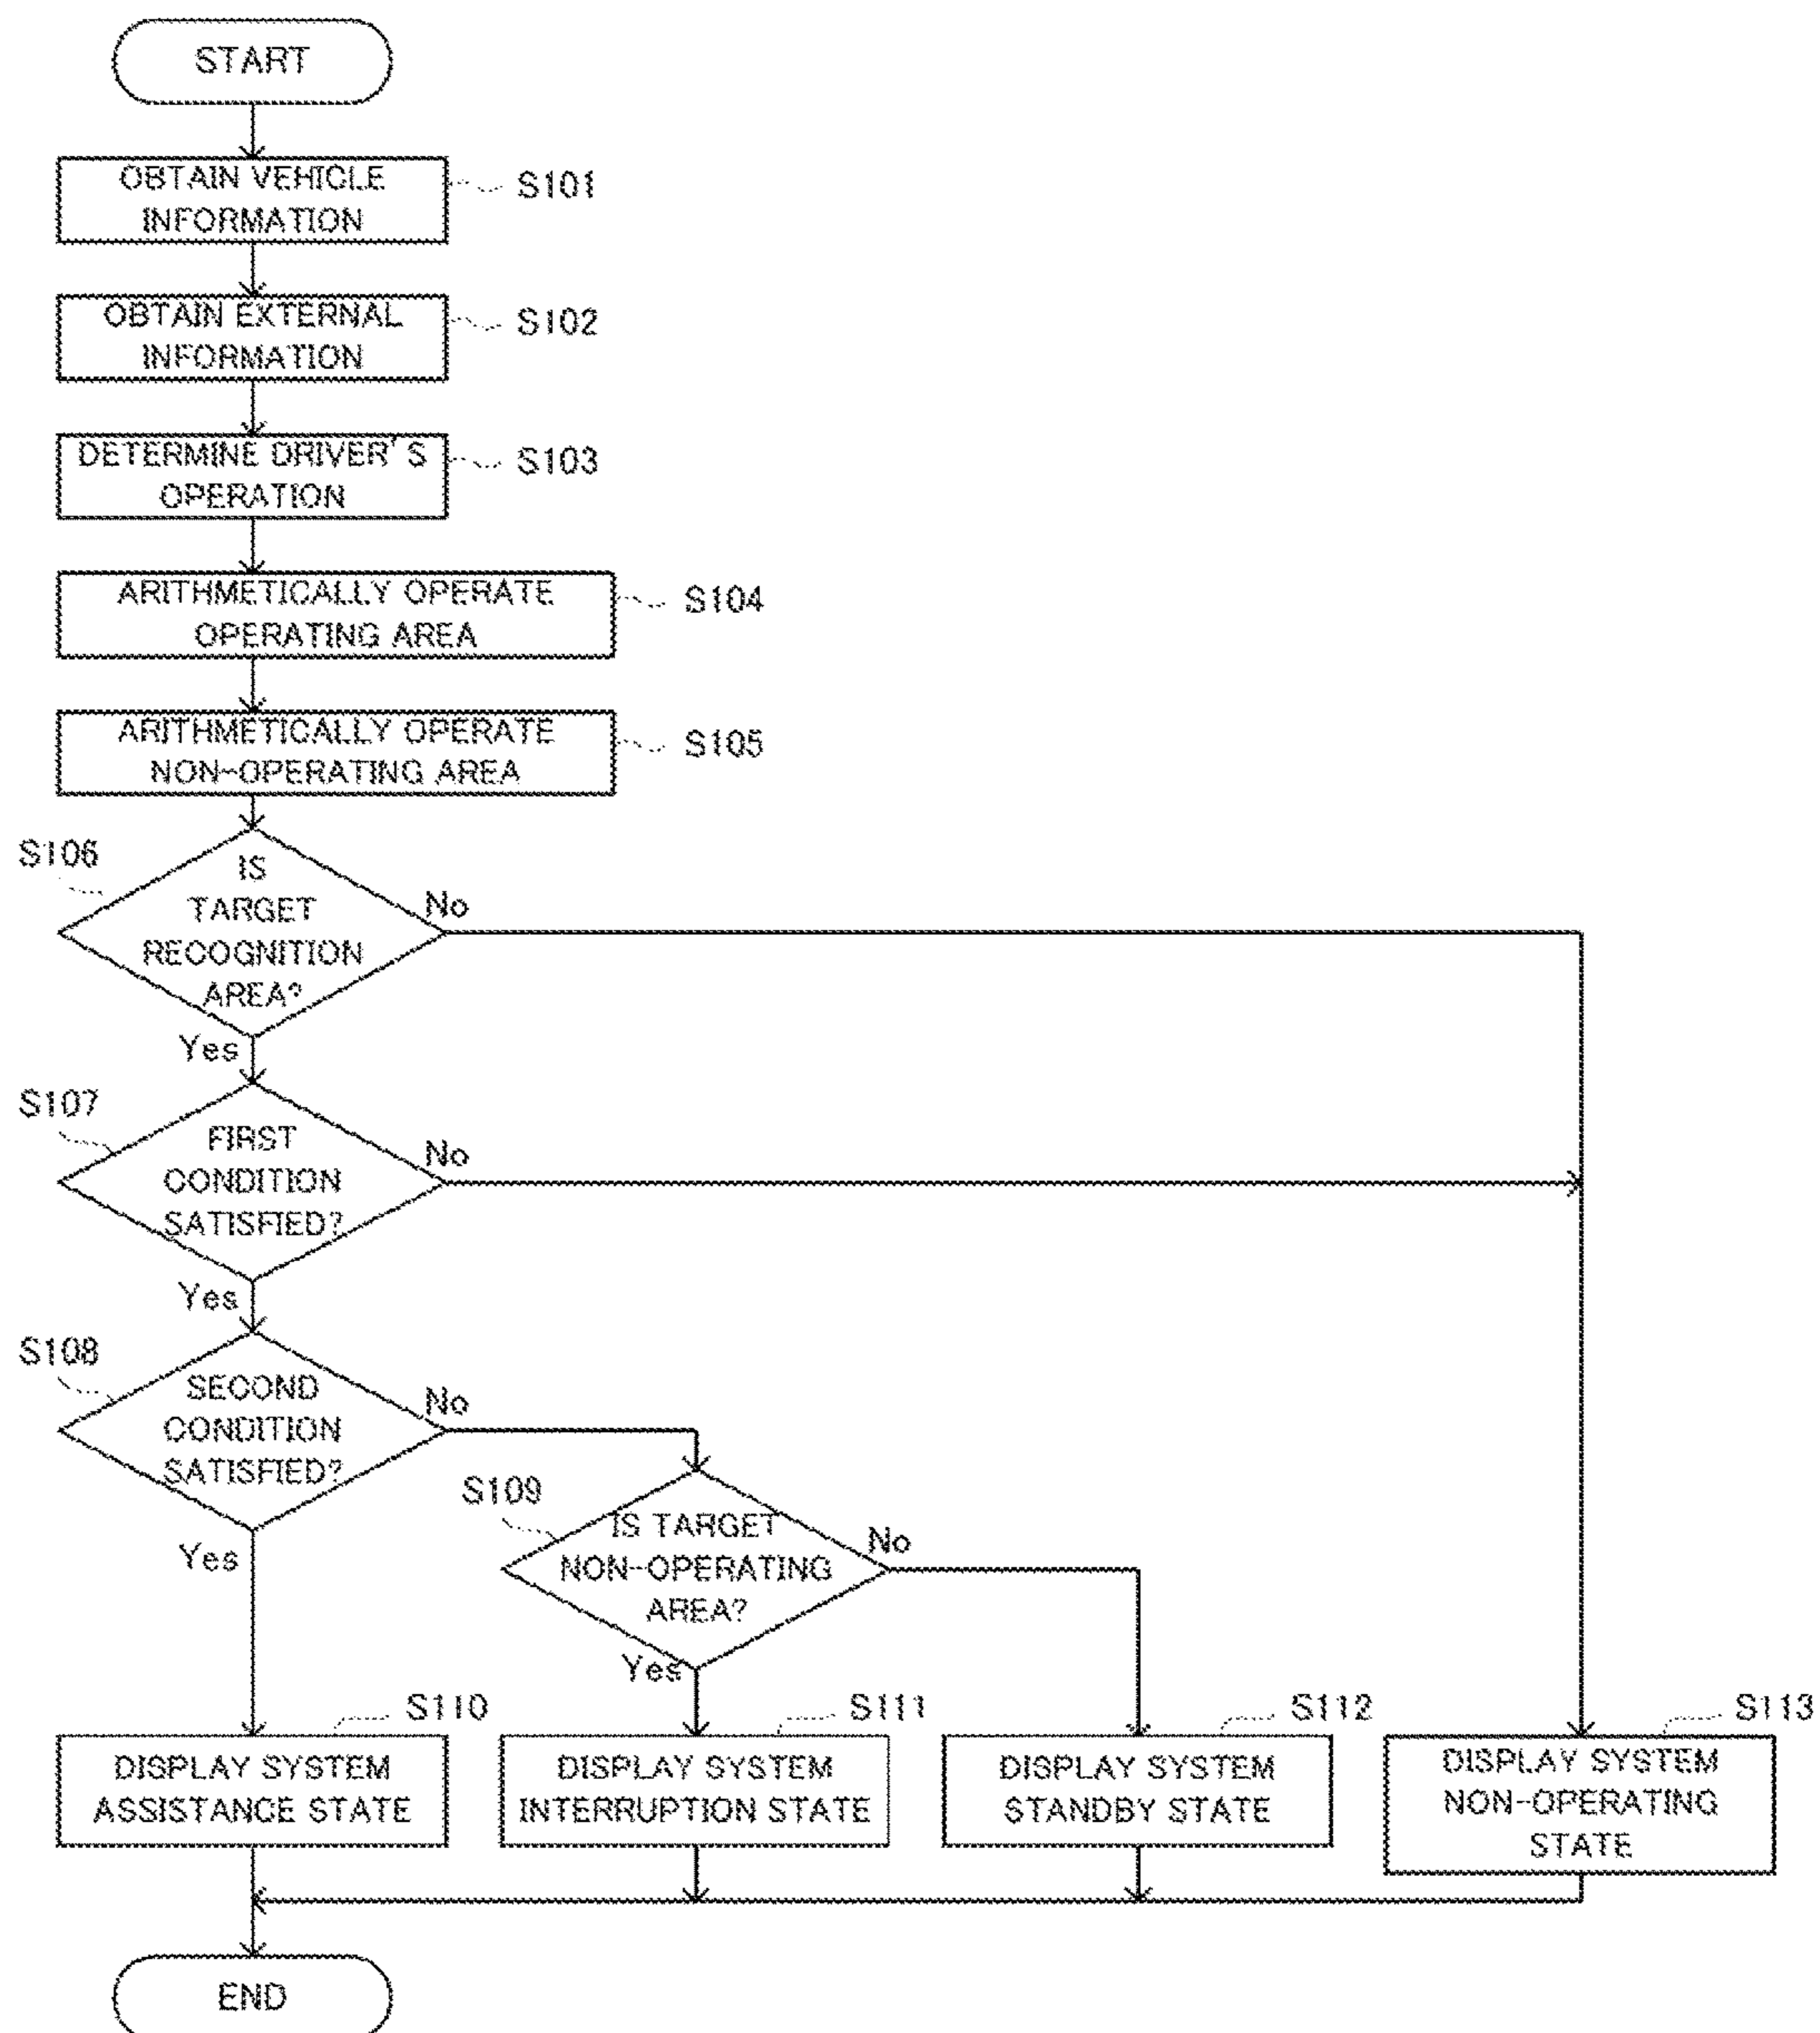 START
OBTAIN VEHICLE
INFORMATION
S101
OBTAIN EXTERNAL
INFORMATION
S102
DETERMINE DRIVER'S
OPERATION
S103
ARITHMETICALLY OPERATE
OPERATING AREA
S104
ARITHMETICALLY OPERATE
NON-OPERATING AREA
S105
S106
IS
TARGET
RECOGNITION
AREA?
No
Yes
S107
FIRST
CONDITION
SATISFIED?
No
Yes
S108
SECOND
CONDITION
SATISFIED?
No
Yes
S109
IS TARGET
NON-OPERATING
AREA?
No
Yes
S110
DISPLAY SYSTEM
ASSISTANCE STATE
S111
DISPLAY SYSTEM
INTERRUPTION STATE
S112
DISPLAY SYSTEM
STANDBY STATE
S113
DISPLAY SYSTEM
NON-OPERATING
STATE
END